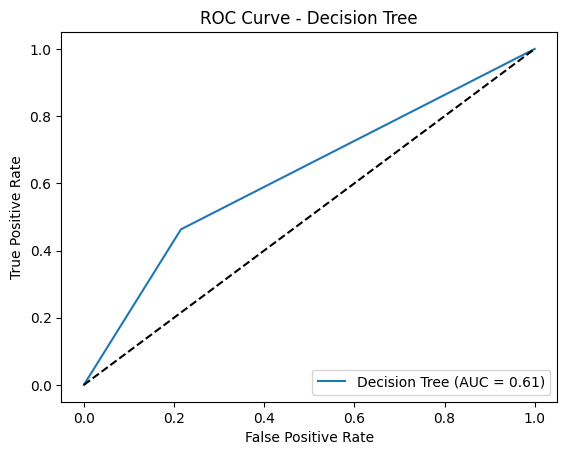 ROC Curve - Decision Tree
1.0
0.8
0.6
0.4
0.2
0.0
True Positive Rate
Decision Tree (AUC = 0.61)
0.0 0.2 0.4 0.6 0.8 1.0
False Positive Rate